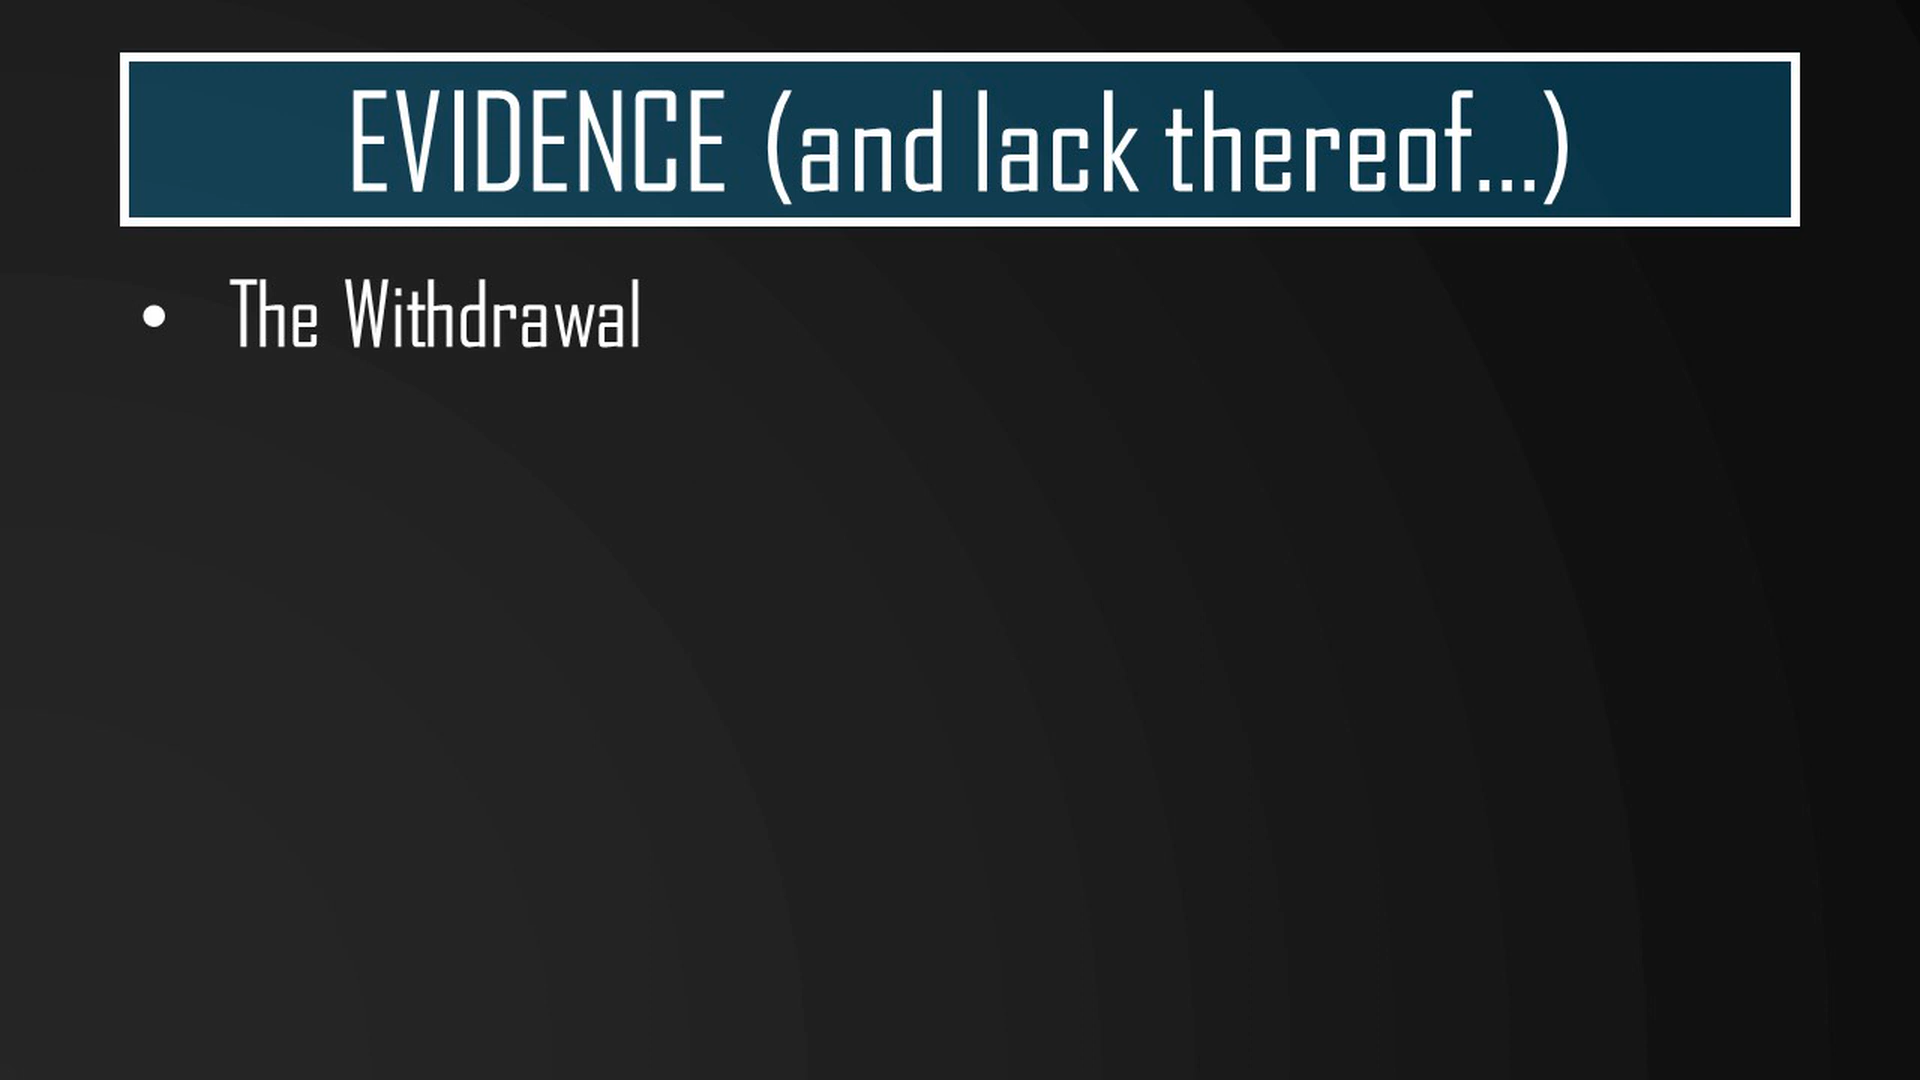 EVIDENCE (and lack thereof...)
• The Withdrawal